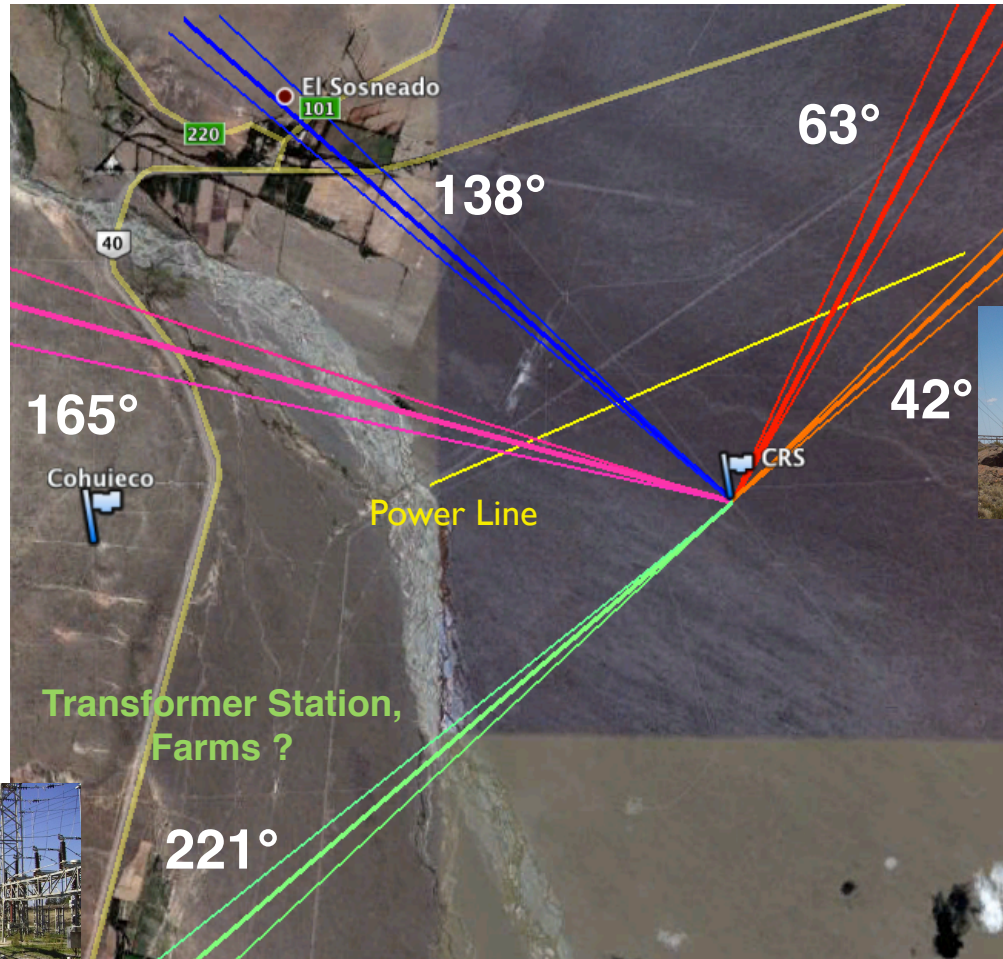 El Sosneado
101
220
63°
138°
40
42°
165°
CRS
Cohuieco
Power Line
Transformer Station,
Farms ?
221°